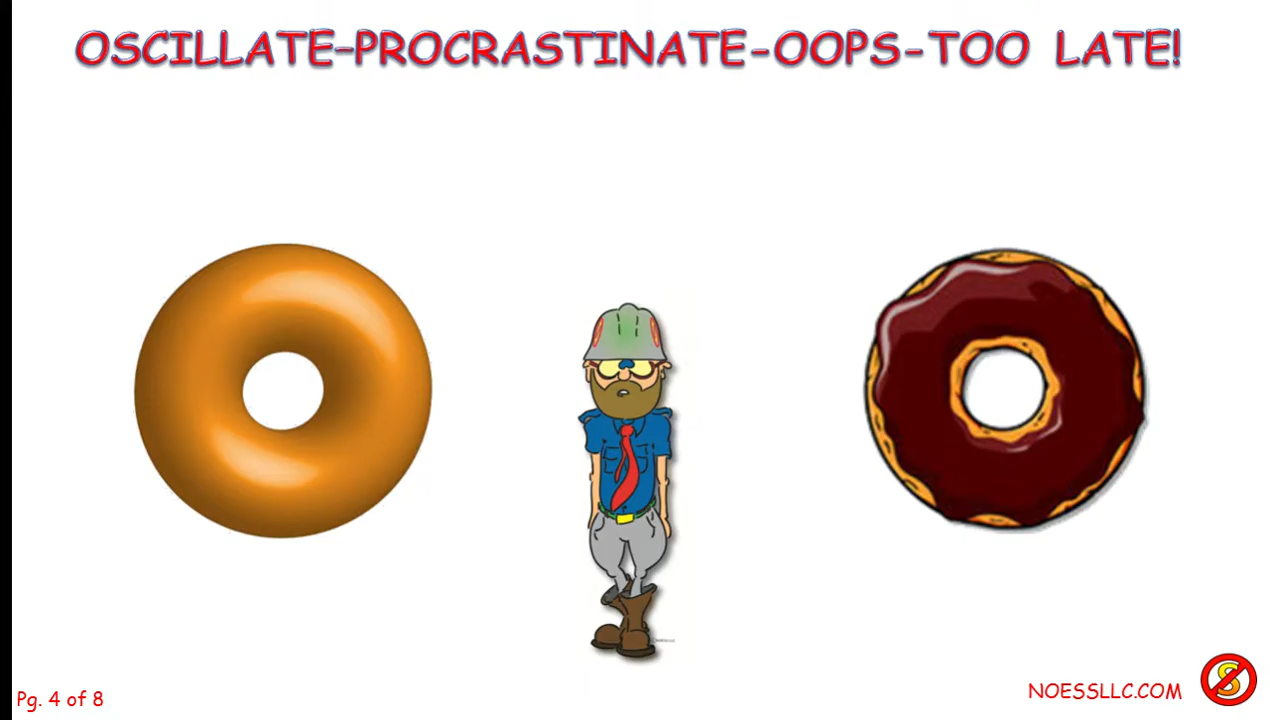 OSCILLATE-PROCRASTINATE-OOPS-TOO LATE!
Pg. 4 of 8
NOESSLLC.COM
S